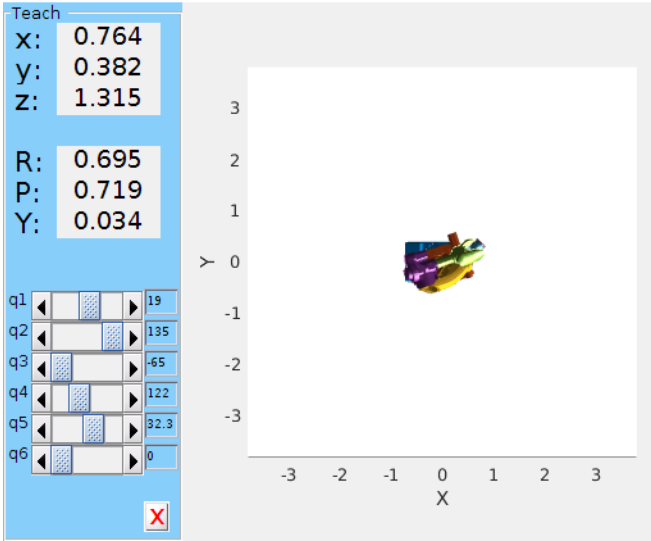 Teach
x: 0.764
y: 0.382
z: 1.315
R: 0.695
P: 0.719
Y: 0.034
q1 19
q2 135
q3 -65
q4 122
q5 32.3
q6 0
X
3
2
1
0
-1
-2
-3
Y
-3 -2 -1 0 1 2 3
X